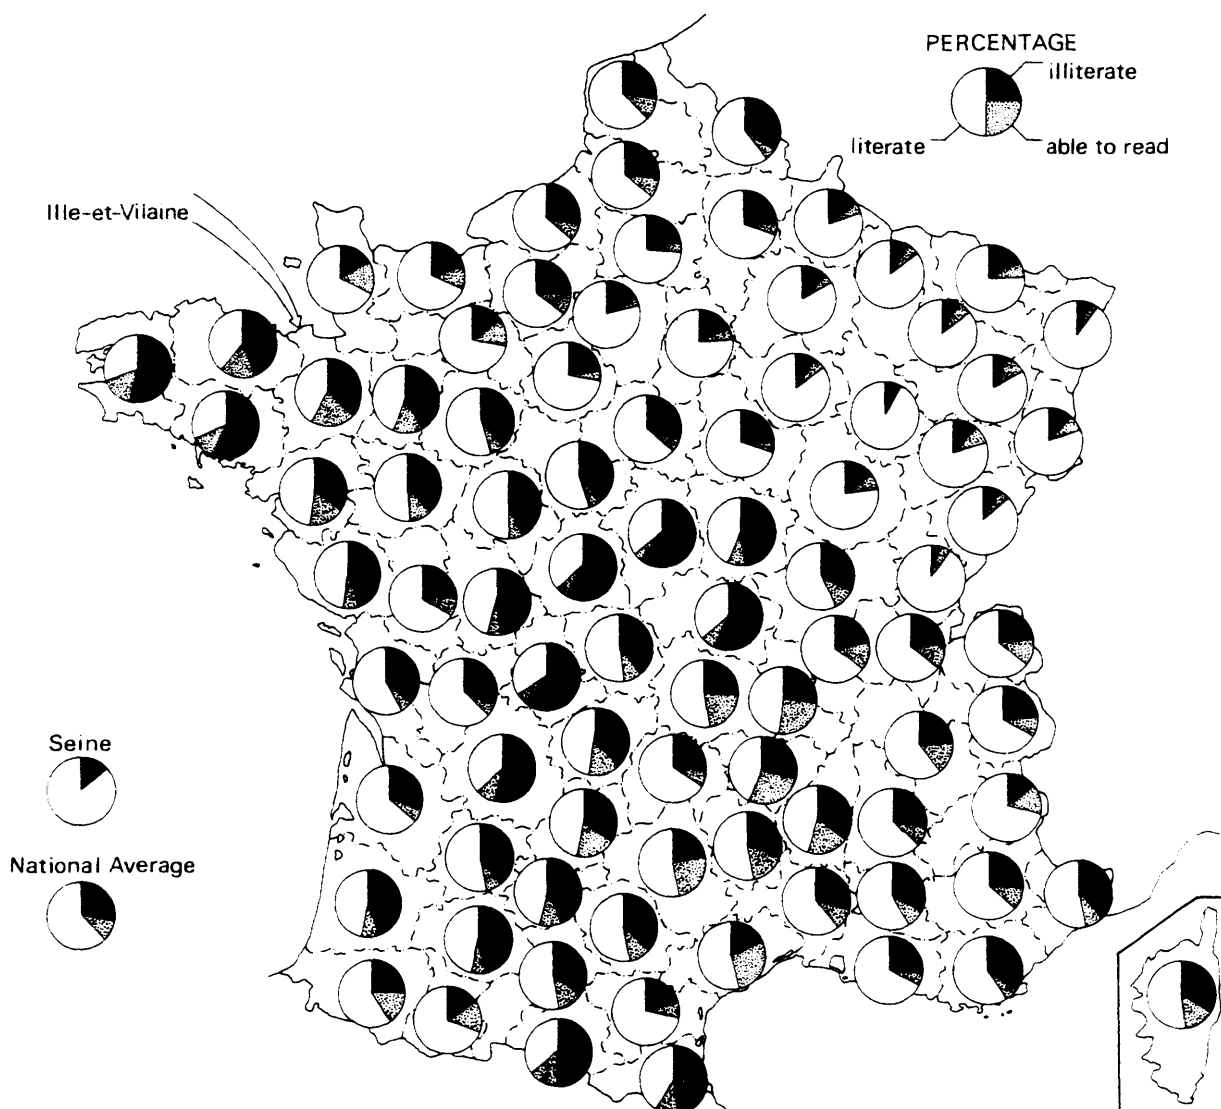 PERCENTAGE
illiterate
literate
able to read
Ille-et-Vilaine
Seine
National Average